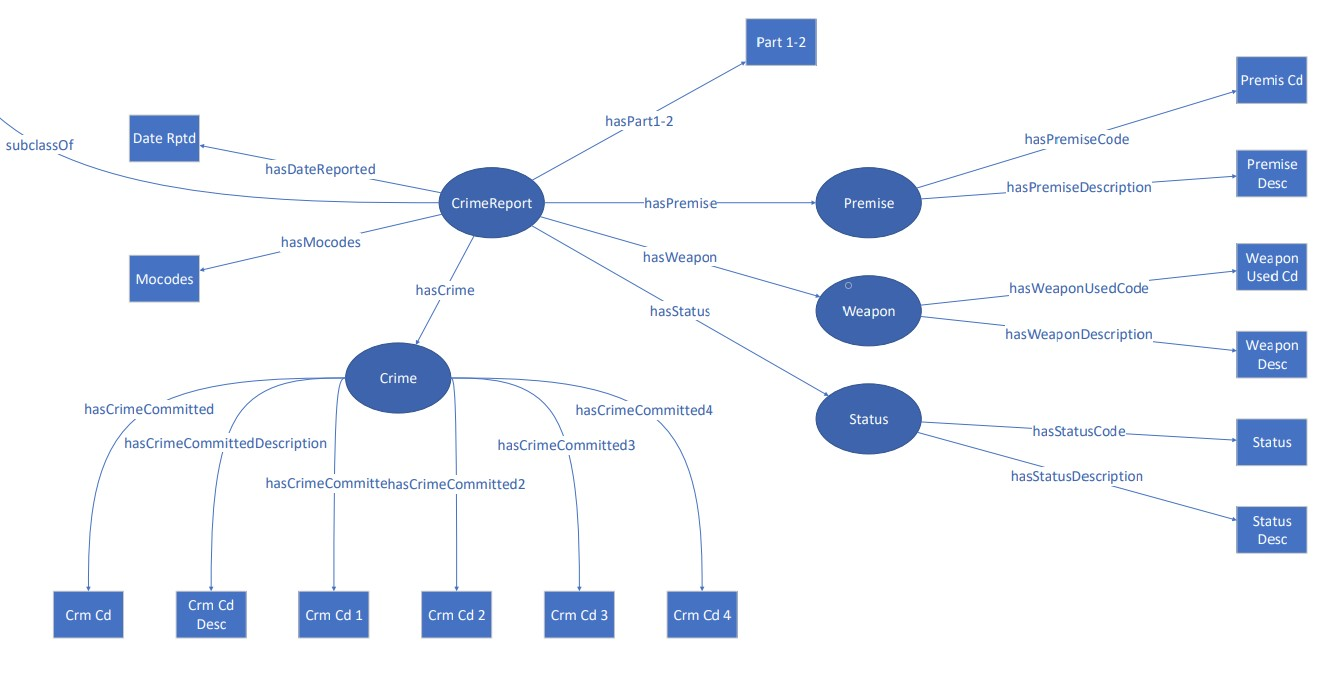 Part 1-2
Premis Cd
hasPart1-2
subclassOf
Date Rptd
hasPremiseCode
hasDateReported
Premise
Desc
hasPremiseDescription
CrimeReport
hasPremise
Premise
hasMocodes
Mocodes
hasWeapon
Weapon
Used Cd
hasWeaponUsedCode
hasCrime
hasStatus
Weapon
hasWeaponDescription
Weapon
Desc
Crime
hasCrimeCommitted
hasCrimeCommitted4
Status
hasStatusCode
Status
hasCrimeCommittedDescription
hasCrimeCommitted3
hasStatusDescription
hasCrimeCommitte
hasCrimeCommitted2
Status
Desc
Crm Cd
Crm Cd
Desc
Crm Cd 1
Crm Cd 2
Crm Cd 3
Crm Cd 4